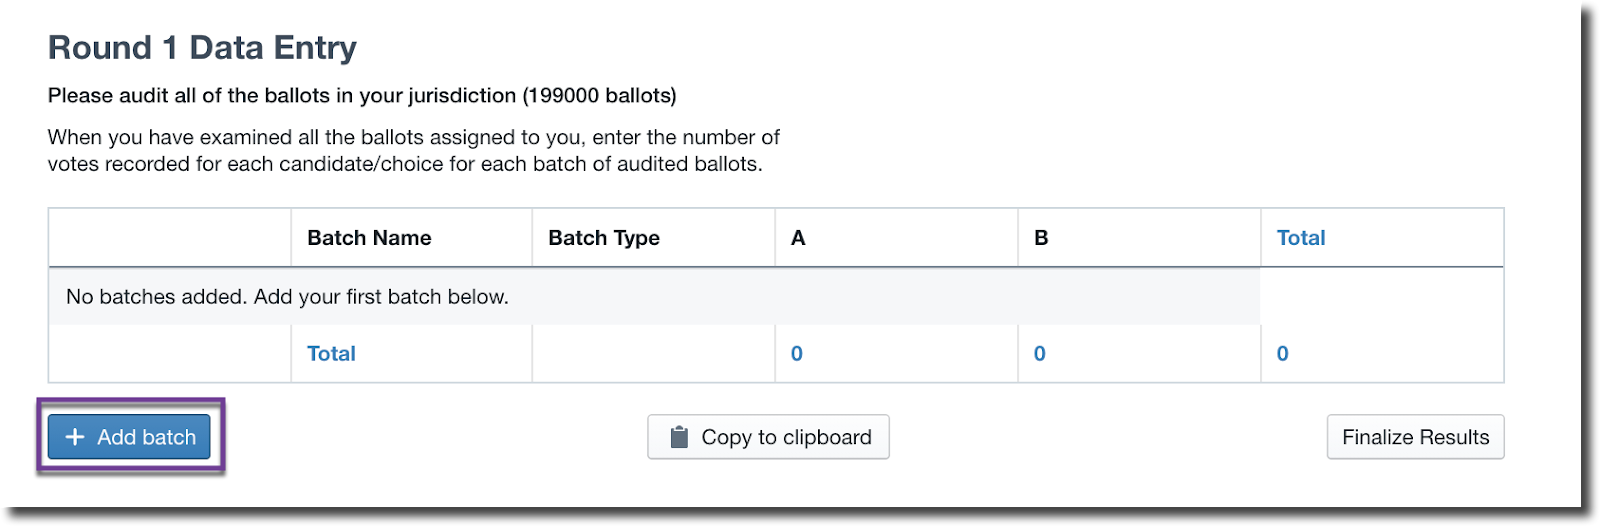 Round 1 Data Entry
Please audit all of the ballots in your jurisdiction (199000 ballots)
When you have examined all the ballots assigned to you, enter the number of
votes recorded for each candidate/choice for each batch of audited ballots.
Batch Name Batch Type A B Total
No batches added. Add your first batch below.
Total 0 0 0
+ Add batch Copy to clipboard Finalize Results